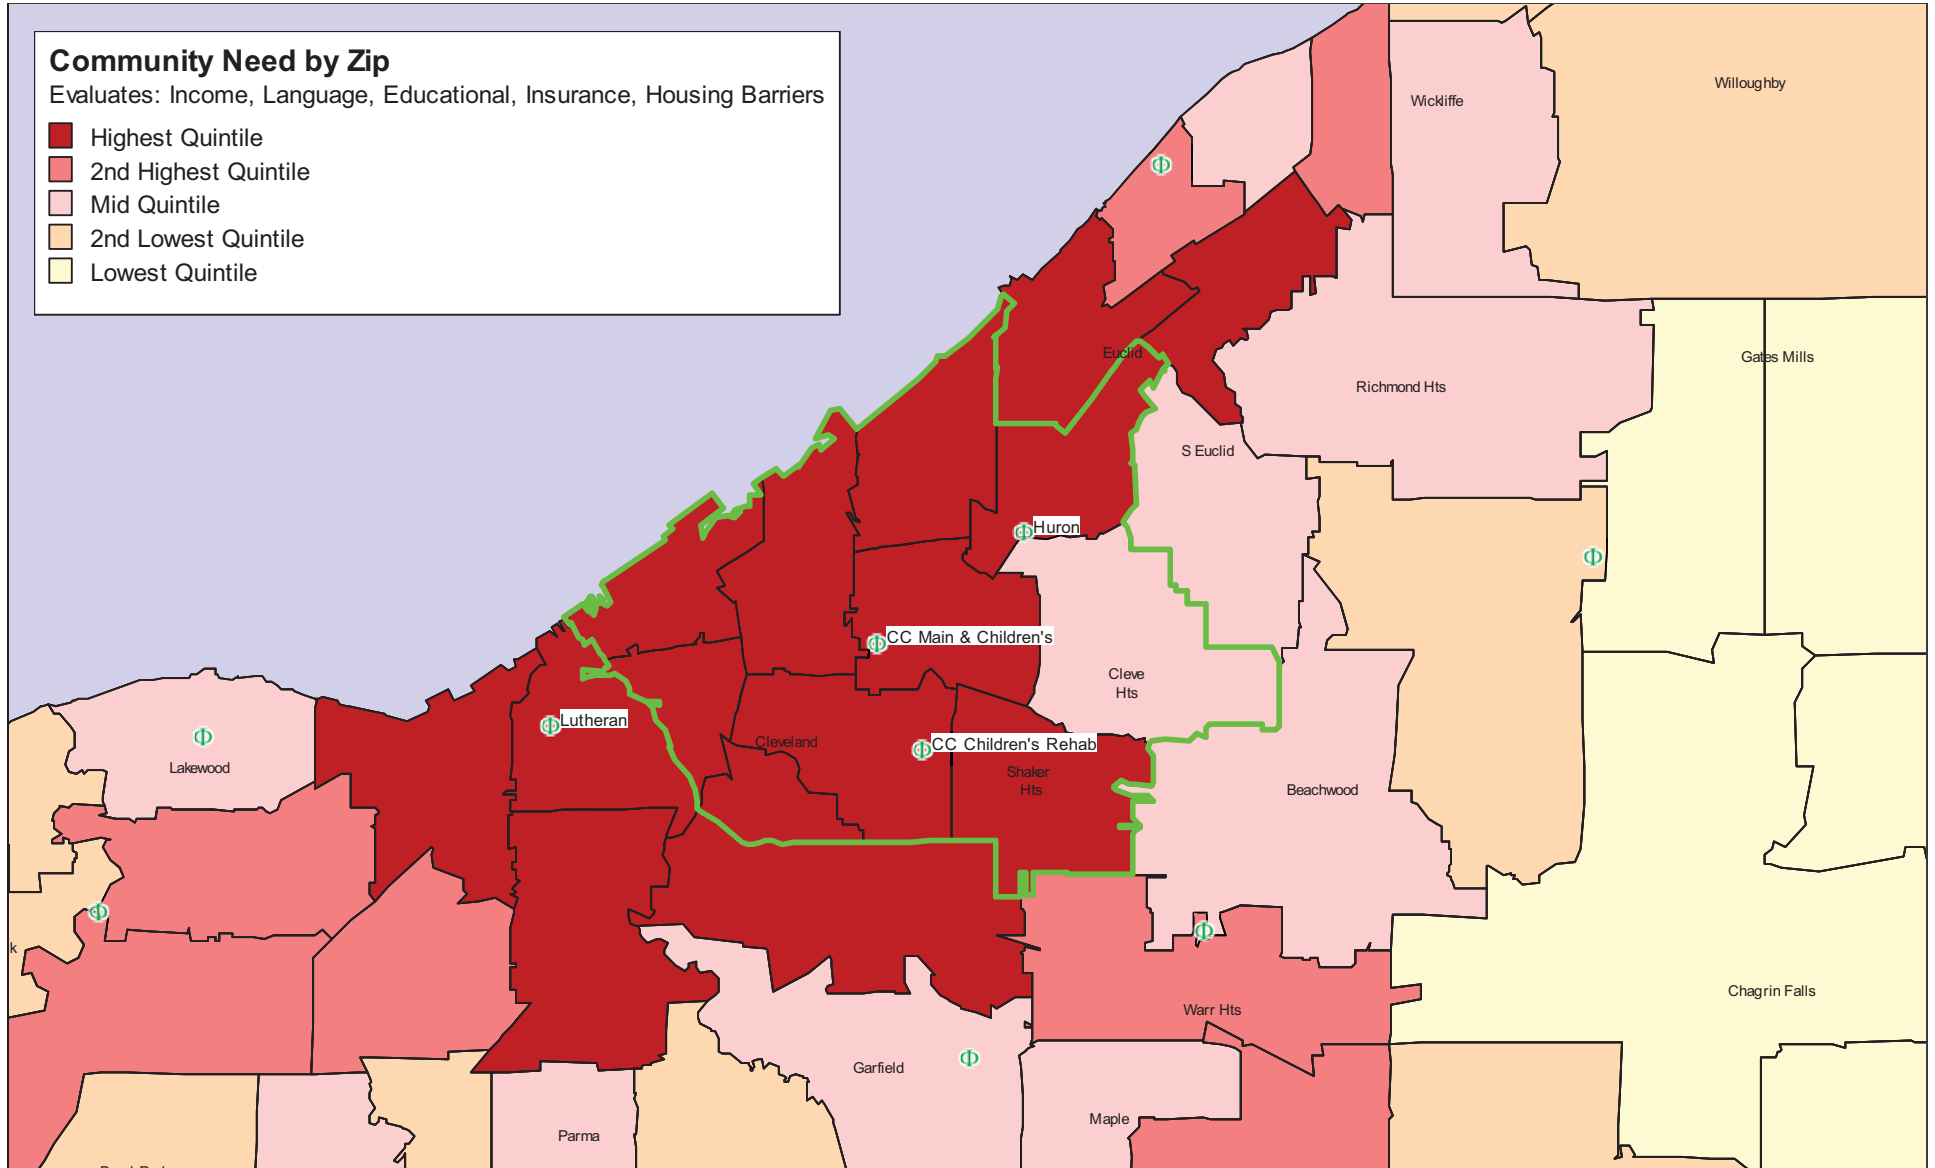 Community Need by Zip
Evaluates: Income, Language, Educational, Insurance, Housing Barriers
Highest Quintile
2nd Highest Quintile
Mid Quintile
2nd Lowest Quintile
Lowest Quintile
Willoughby
Wickliffe
Euclid
Gates Mills
Richmond Hts
S Euclid
Huron
CC Main & Children's
Cleve
Hts
Lutheran
Cleveland
CC Children's Rehab
Lakewood
Shaker
Hts
Beachwood
k
Chagrin Falls
Warr Hts
Garfield
Maple
Parma